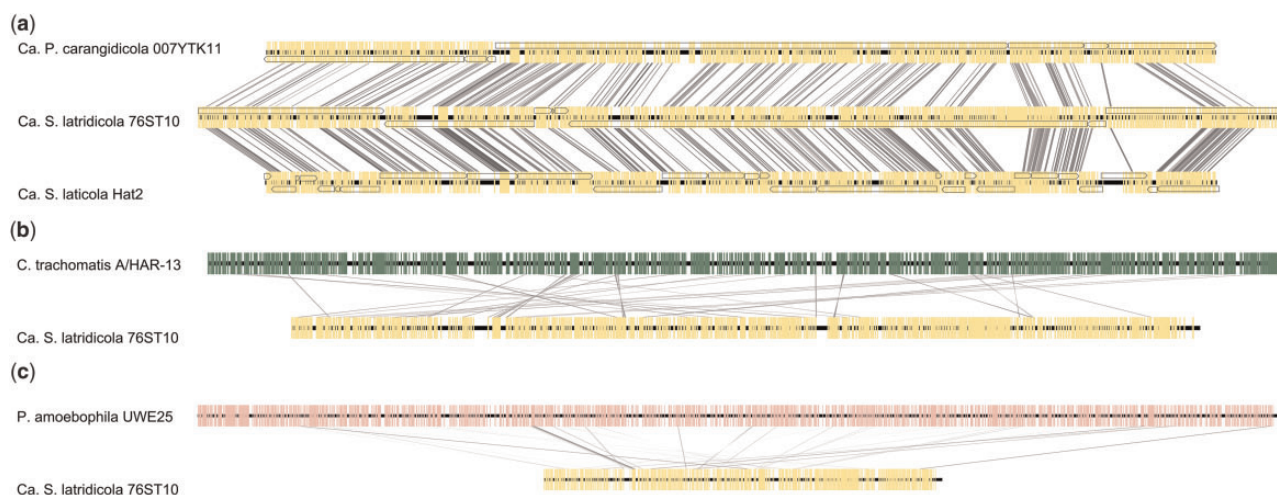 (a)
Ca. P. carangidicola 007YTK11
Ca. S. latridicola 76ST10
Ca. S. laticola Hat2
(b)
C. trachomatis A/HAR-13
Ca. S. latridicola 76ST10
(c)
P. amoebophila UWE25
Ca. S. latridicola 76ST10